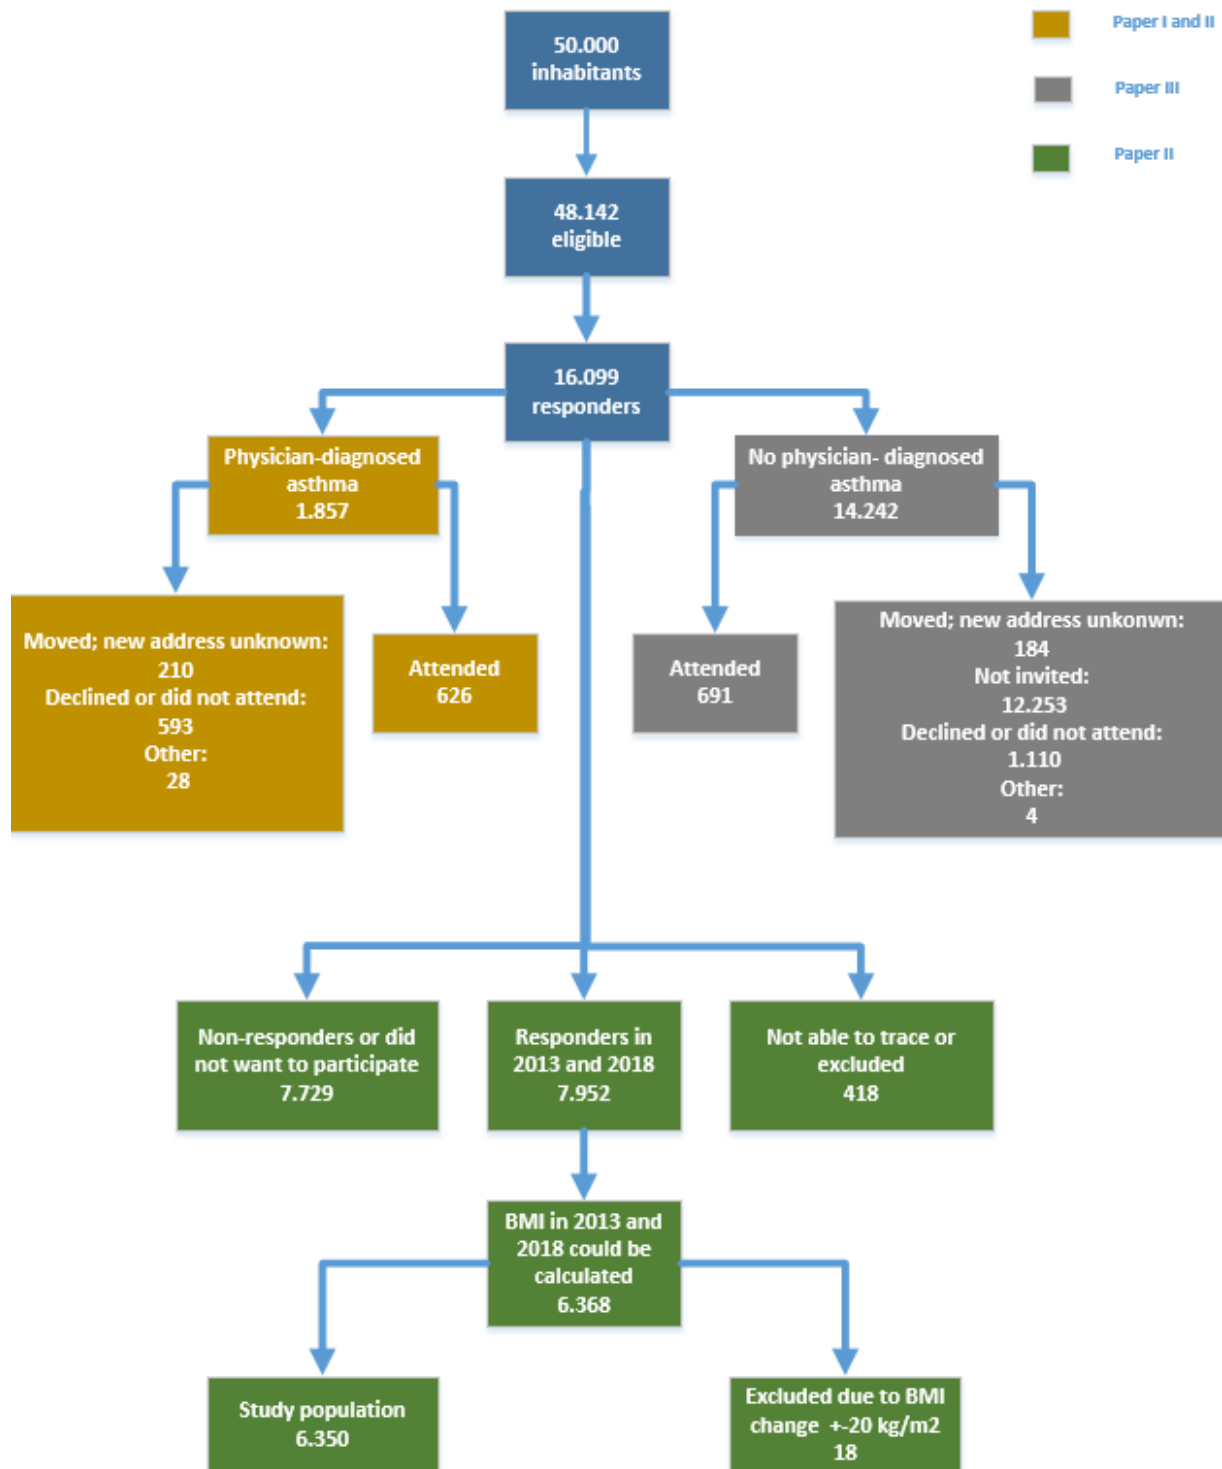 50.000
inhabitants
Paper I and II
Paper III
Paper II
48.142
eligible
16.099
responders
Physician-diagnosed
asthma
1.857
No physician- diagnosed
asthma
14.242
Moved; new address unknown:
210
Declined or did not attend:
593
Other:
28
Attended
626
Attended
691
Moved; new address unkonwn:
184
Not invited:
12.253
Declined or did not attend:
1.110
Other:
4
Non-responders or did
not want to participate
7.729
Responders in
2013 and 2018
7.952
Not able to trace or
excluded
418
BMI in 2013 and
2018 could be
calculated
6.368
Study population
6.350
Excluded due to BMI
change +-20 kg/m2
18